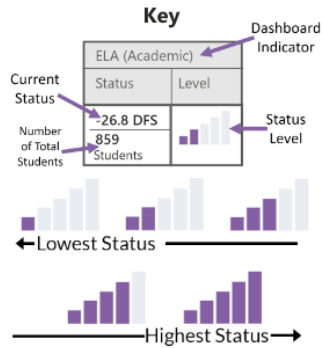 Key
Dashboard
Indicator
ELA (Academic)
Current
Status
Status
Level
-26.8 DFS
Number
of Total
Students
859
Students
Status
Level
Lowest Status
Highest Status